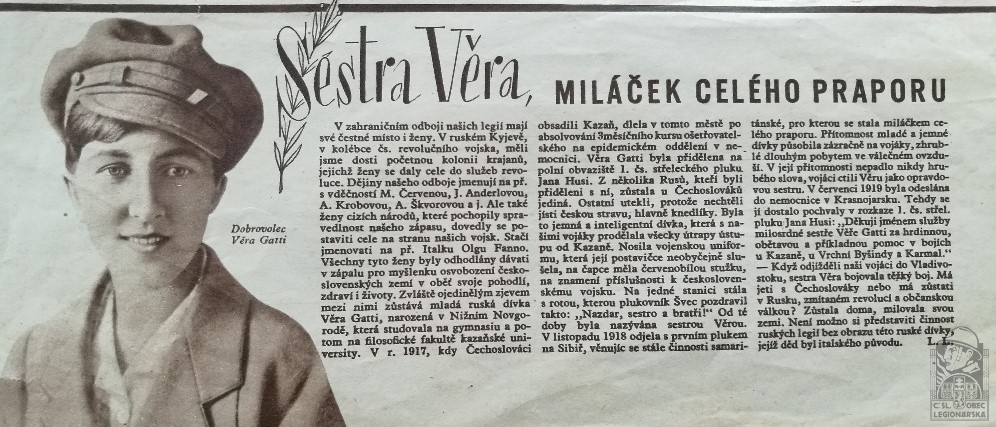 Sestra Věra, MILÁČEK CELÉHO PRAPORU
Dobrovolec
Věra Gatti
V zahraničním odboji našich legií mají
své čestné místo i ženy. V ruském Kyjevě,
v kolébce čs. revolučního vojska, měli
jsme dosti početnou kolonii krajanů,
jejichž ženy se daly cele do služeb revo-
luce. Dějiny našeho odboje jmenují na př.
s vděčností M. Červenou, J. Anderlovou,
A. Krobovou, A. Škvorovou a j. Ale také
ženy cizích národů, které pochopily spra-
vedlnost našeho zápasu, dovedly se po-
staviti cele na stranu našich vojsk. Stačí
jmenovati na př. Italku Olgu Fanno.
Všechny tyto ženy byly odhodlány dávati
v zápalu pro myšlenku osvobození česko-
slovenských zemí v oběť svoje pohodlí,
zdraví i životy. Zvláště ojedinělým zjevem
mezi nimi zůstává mladá ruská dívka
Věra Gatti, narozená v Nižním Novgo-
rodě, která studovala na gymnasiu a po-
tom na filosofické fakultě kazaňské uni-
versity. V r. 1917, kdy Čechoslováci
obsadili Kazaň, dlela v tomto městě po
absolvování 3měsíčního kursu ošetřovatel-
ského na epidemickém oddělení v ne-
mocnici. Věra Gatti byla přidělena na
polní obvaziště 1. čs. střeleckého pluku
Jana Husi. Z několika Rusů, kteří byli
přiděleni s ní, zůstala u Čechoslováků
jediná. Ostatní utekli, protože nechtěli
jísti českou stravu, hlavně knedlíky. Byla
to jemná a inteligentní dívka, která s na-
šimi vojáky prodělala všecky útrapy ústu-
pu od Kazaně. Nosila vojenskou unifor-
mu, která její postavičce neobyčejně slu-
šela, na čapce měla červenobílou stužku,
na znamení příslušnosti k českosloven-
skému vojsku. Na jedné stanici stála
s rotou, kterou plukovník Švec pozdravil
takto: „Nazdar, sestro a bratři!" Od té
doby byla nazývána sestrou Věrou.
V listopadu 1918 odjela s prvním plukem
na Sibiř, věnujíc se stále činnosti samari-
tánské, pro kterou se stala miláčkem ce-
lého praporu. Přítomnost mladé a jemné
dívky působila zázračně na vojáky, zhrub-
lé dlouhým pobytem ve válečném ovzdu-
ší. V její přítomnosti nepadlo nikdy hru-
bého slova, vojáci ctili Věru jako opravdo-
vou sestru. V červenci 1919 byla odeslána
do nemocnice v Krasnojarsku. Tehdy se
jí dostalo pochvaly v rozkaze 1. čs. střel.
pluku Jana Husi: „Děkuji jménem služby
milosrdné sestře Věře Gatti za hrdinnou,
obětavou a příkladnou pomoc v bojích
u Kazaně, u Vrchní Byšindy a Karmal."
— Když odjížděli naši vojáci do Vladivo-
stoku, sestra Věra bojovala těžký boj. Má
jeti s Čechoslováky nebo má zůstati
v Rusku, zmítaném revolucí a občanskou
válkou? Zůstala doma, milovala svou
zemi. Není možno si představiti činnost
ruských legií bez obrazu této ruské dívky,
jejíž děd byl italského původu. L. L.
ČSL. OBEC
LEGIONÁŘSKÁ